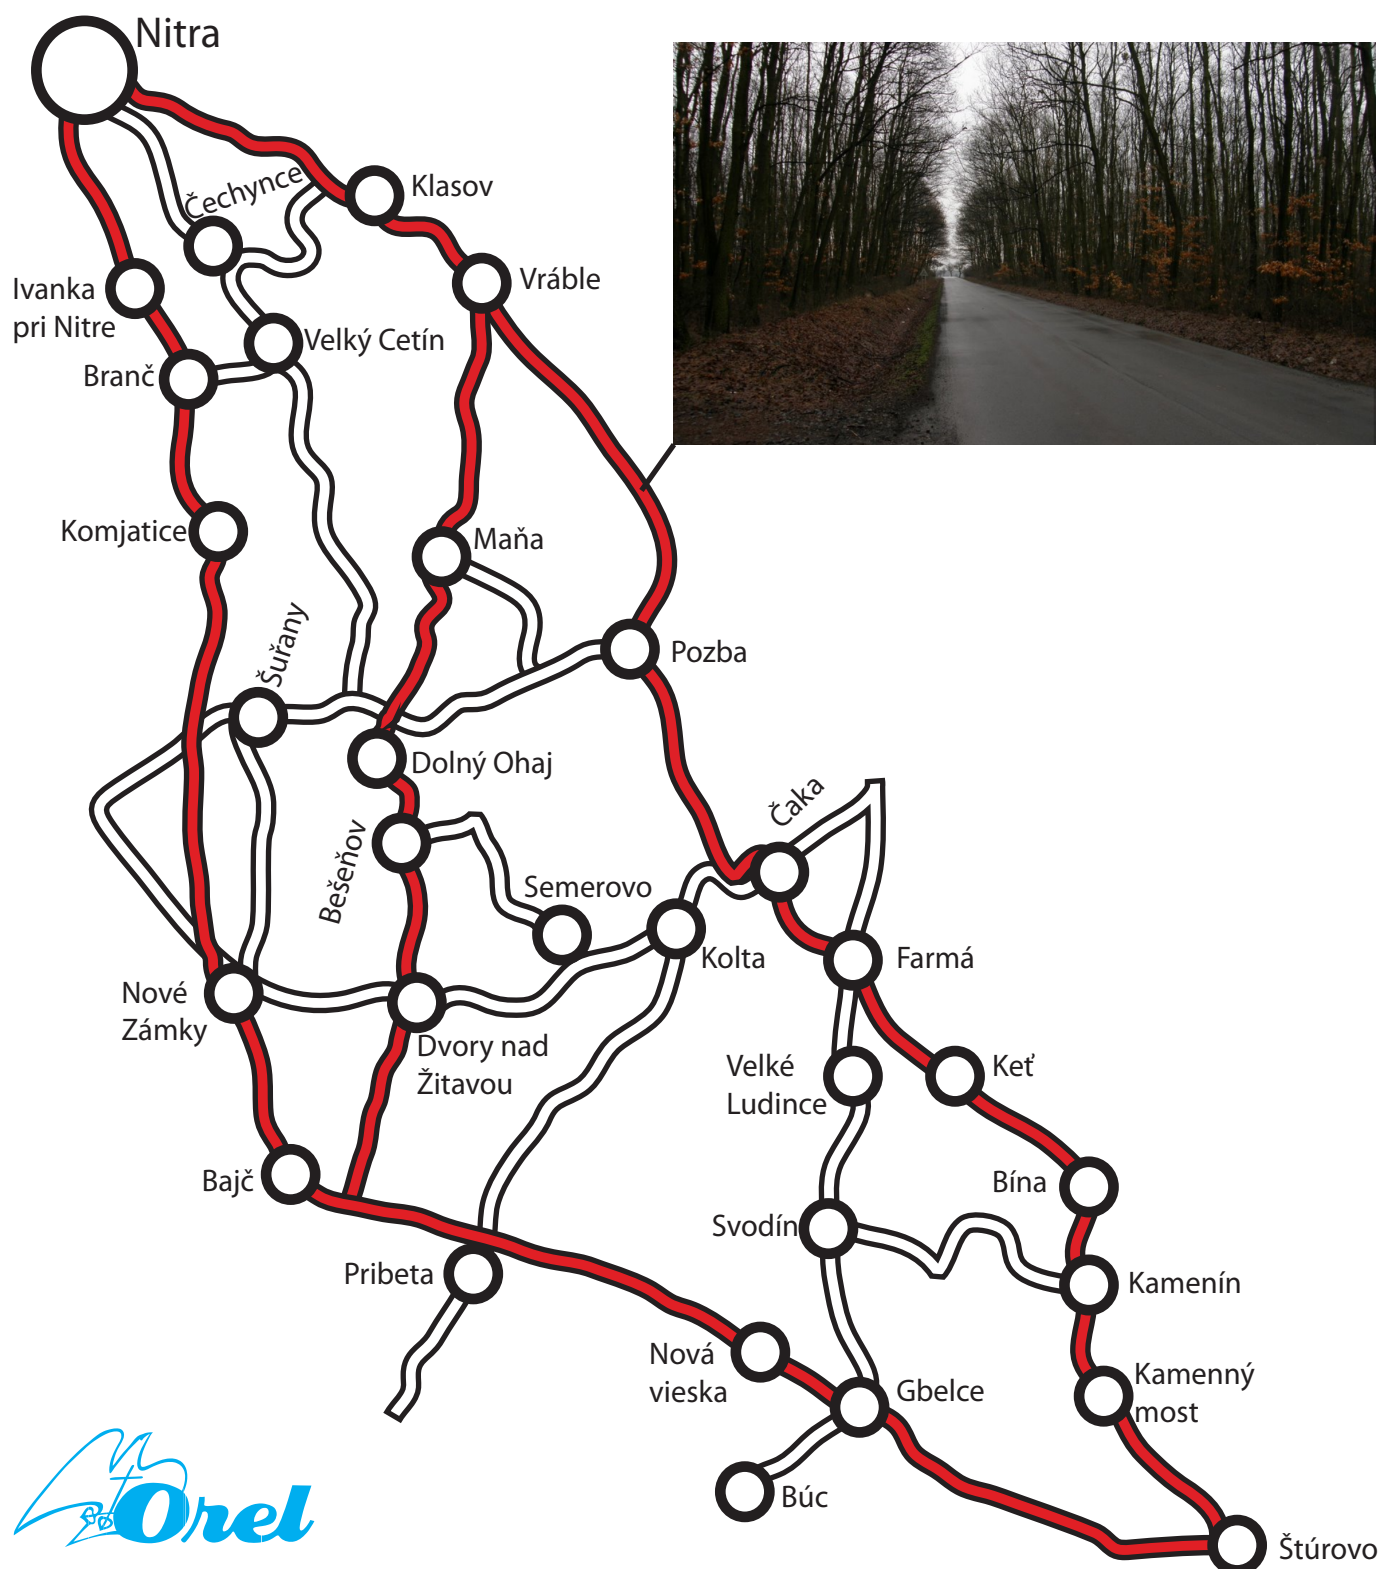 Nitra
Čechynce
Klasov
Ivanka
pri Nitre
Vráble
Velký Cetín
Branč
Komjatice
Maňa
Šuřany
Pozba
Dolný Ohaj
Čaka
Bešeňov
Semerovo
Kolta
Farmá
Nové
Zámky
Dvory nad
Žitavou
Velké
Ludince
Keť
Bajč
Bína
Svodín
Pribeta
Kamenín
Nová
vieska
Gbelce
Kamenný
most
Búc
Orel
Štúrovo